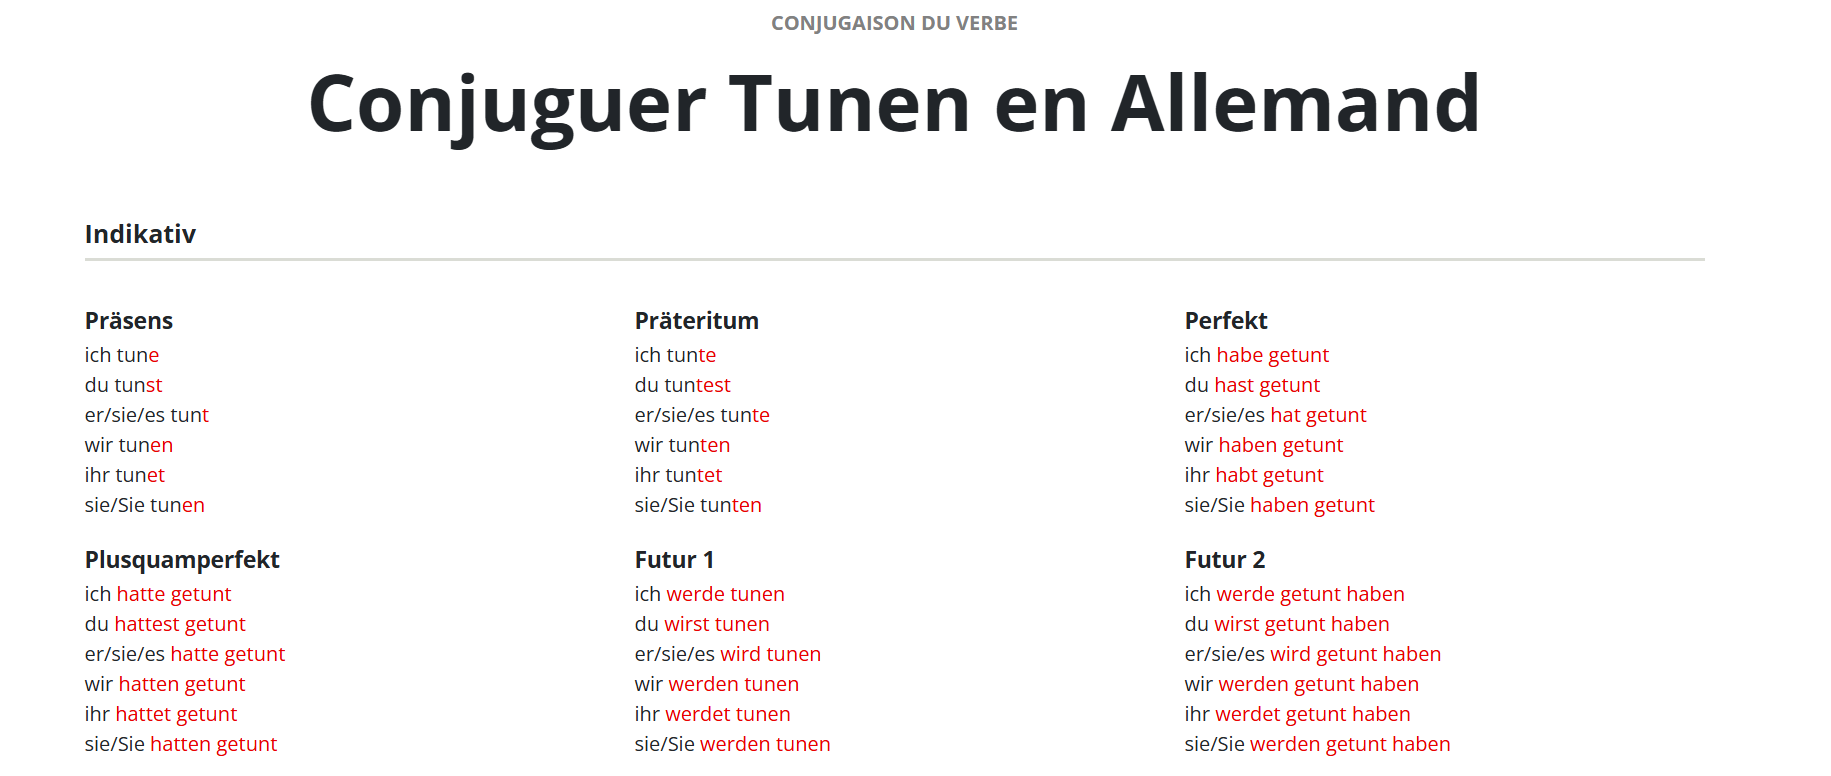 CONJUGAISON DU VERBE
Conjuguer Tunen en Allemand
Indikativ
Präsens
ich tune
du tunst
er/sie/es tunt
wir tunen
ihr tunet
sie/Sie tunen
Präteritum
ich tunte
du tuntest
er/sie/es tunte
wir tunten
ihr tuntet
sie/Sie tunten
Perfekt
ich habe getunt
du hast getunt
er/sie/es hat getunt
wir haben getunt
ihr habt getunt
sie/Sie haben getunt
Plusquamperfekt
ich hatte getunt
du hattest getunt
er/sie/es hatte getunt
wir hatten getunt
ihr hattet getunt
sie/Sie hatten getunt
Futur 1
ich werde tunen
du wirst tunen
er/sie/es wird tunen
wir werden tunen
ihr werdet tunen
sie/Sie werden tunen
Futur 2
ich werde getunt haben
du wirst getunt haben
er/sie/es wird getunt haben
wir werden getunt haben
ihr werdet getunt haben
sie/Sie werden getunt haben